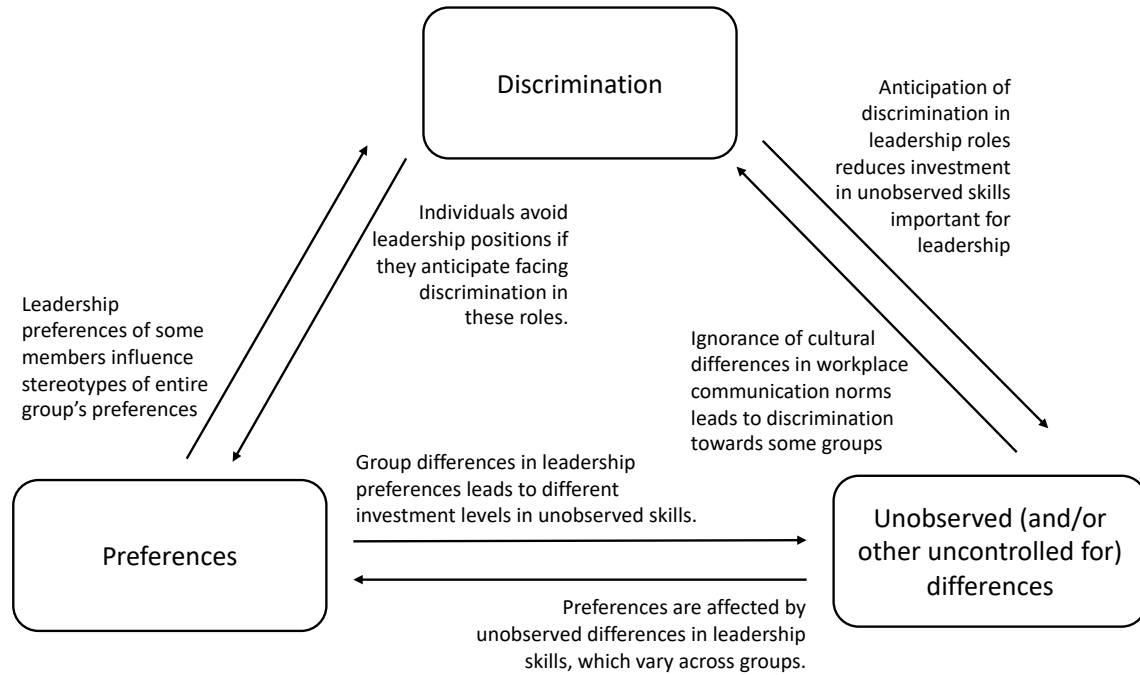 Discrimination
Anticipation of
discrimination in
leadership roles
reduces investment
in unobserved skills
important for
leadership
Individuals avoid
leadership positions if
they anticipate facing
discrimination in
these roles.
Leadership
preferences of some
members influence
stereotypes of entire
group’s preferences
Ignorance of cultural
differences in workplace
communication norms
leads to discrimination
towards some groups
Group differences in leadership
preferences leads to different
investment levels in unobserved skills.
Preferences
Unobserved (and/or
other uncontrolled for)
differences
Preferences are affected by
unobserved differences in leadership
skills, which vary across groups.